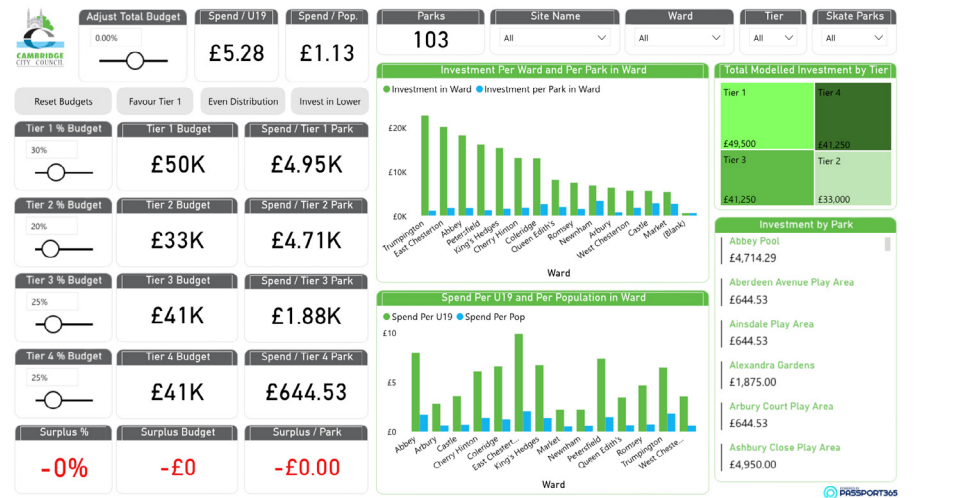 CAMBRIDGE
CITY COUNCIL
Adjust Total Budget
0.00%
Spend / U19
£5.28
Spend / Pop.
£1.13
Parks
103
Site Name
All
Ward
All
Tier
All
Skate Parks
All
Reset Budgets
Favour Tier 1
Even Distribution
Invest in Lower
Tier 1 % Budget
30%
Tier 1 Budget
£50K
Spend / Tier 1 Park
£4.95K
Tier 2 % Budget
20%
Tier 2 Budget
£33K
Spend / Tier 2 Park
£4.71K
Tier 3 % Budget
25%
Tier 3 Budget
£41K
Spend / Tier 3 Park
£1.88K
Tier 4 % Budget
25%
Tier 4 Budget
£41K
Spend / Tier 4 Park
£644.53
Surplus %
-0%
Surplus Budget
-£0
Surplus / Park
-£0.00
Investment Per Ward and Per Park in Ward
Investment in Ward Investment per Park in Ward
£20K
£10K
£0K
Trumpington
East Chesterton
Abbey
Petersfield
King's Hedges
Cherry Hinton
Coleridge
Queen Edith's
Romsey
Newnham
Arbury
West Chesterton
Castle
Market
(Blank)
Ward
Spend Per U19 and Per Population in Ward
Spend Per U19 Spend Per Pop
£10
£5
£0
Abbey
Arbury
Castle
Cherry Hinton
Coleridge
East Chestert...
King's Hedges
Market
Newnham
Petersfield
Queen Edith's
Romsey
Trumpington
West Cheste...
Ward
Total Modelled Investment by Tier
Tier 1
£49,500
Tier 4
£41,250
Tier 3
£41,250
Tier 2
£33,000
Investment by Park
Abbey Pool
£4,714.29
Aberdeen Avenue Play Area
£644.53
Ainsdale Play Area
£644.53
Alexandra Gardens
£1,875.00
Arbury Court Play Area
£644.53
Ashbury Close Play Area
£4,950.00
POWERED BY
PASSPORT365